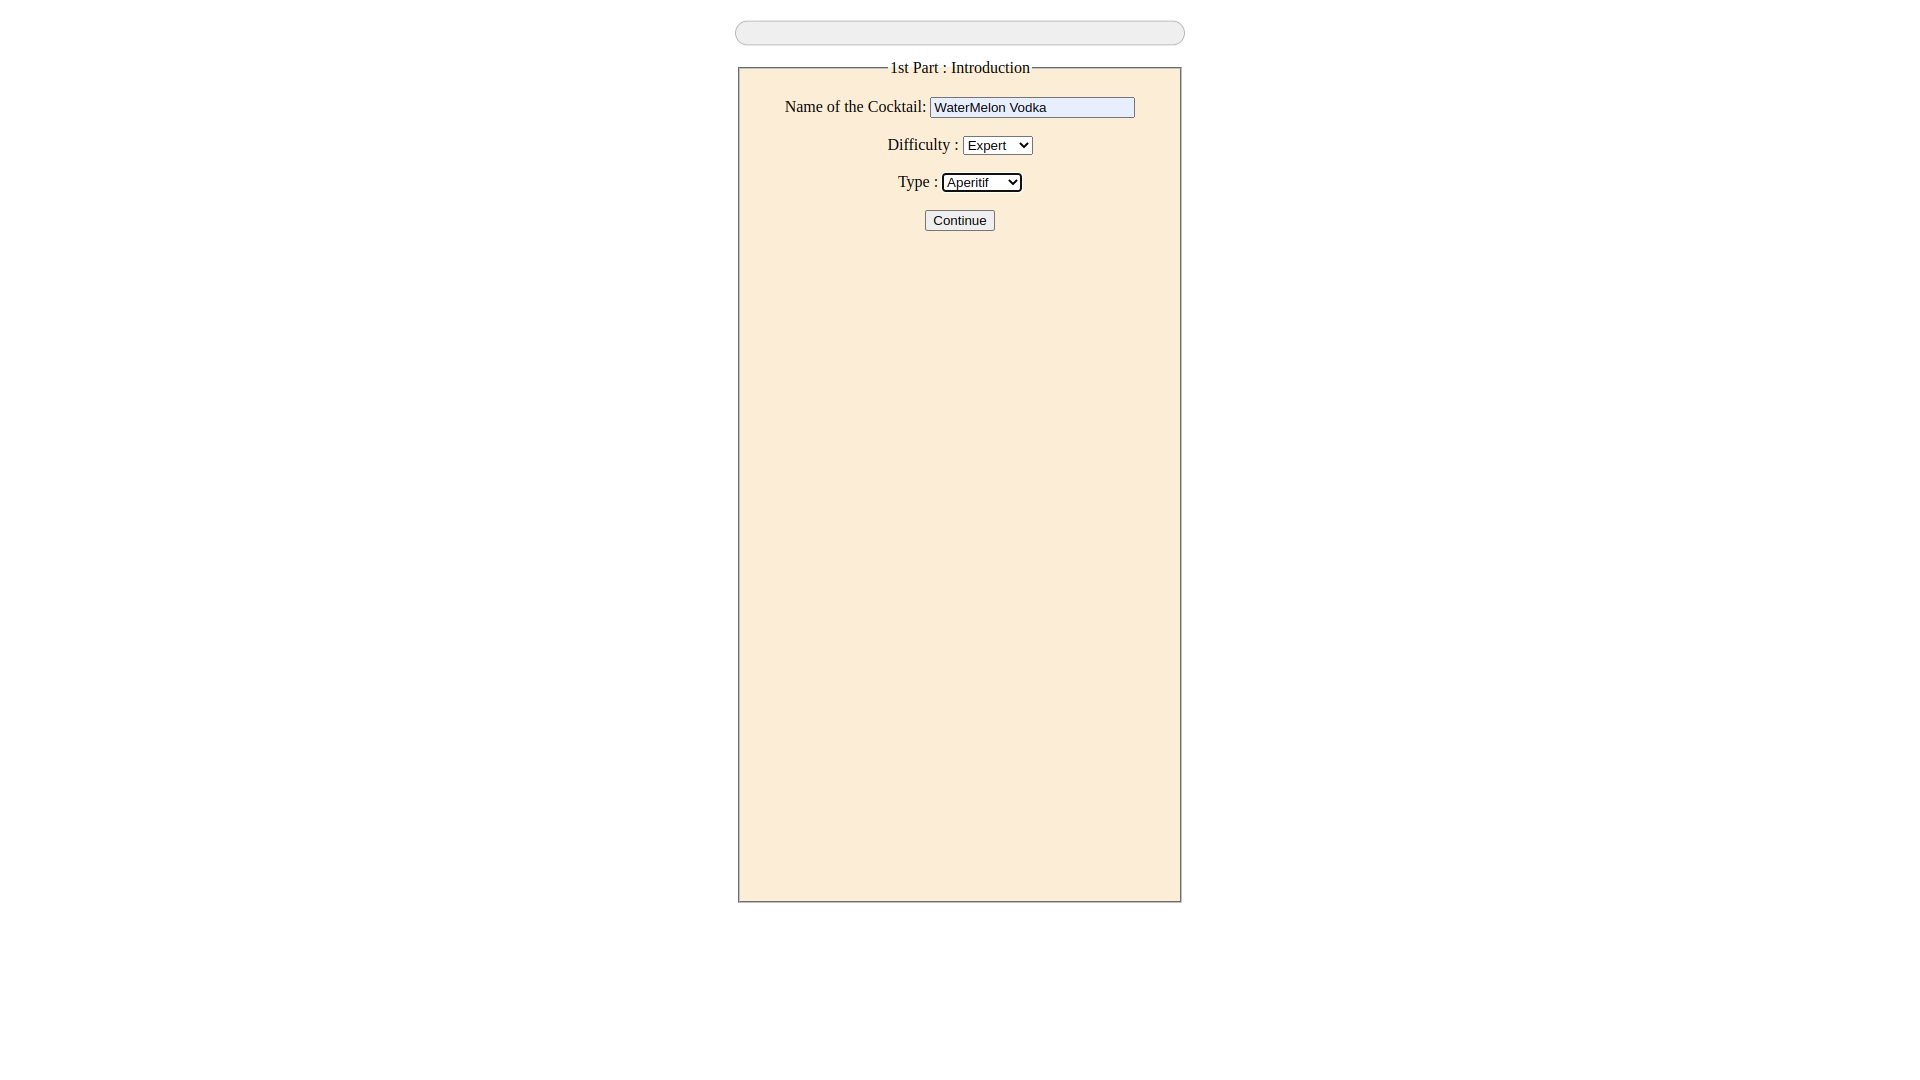 1st Part : Introduction
Name of the Cocktail: WaterMelon Vodka
Difficulty : Expert
Type : Aperitif
Continue